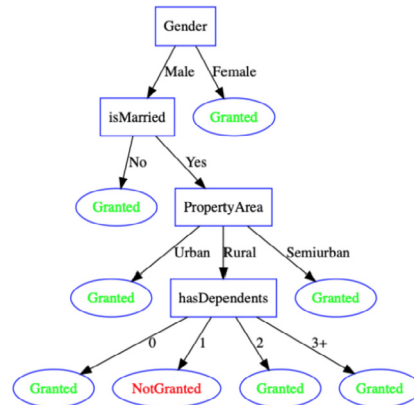 Gender
Male Female
isMarried Granted
No Yes
Granted PropertyArea
Urban Rural Semiurban
Granted hasDependents Granted
0 1 2 3+
Granted NotGranted Granted Granted